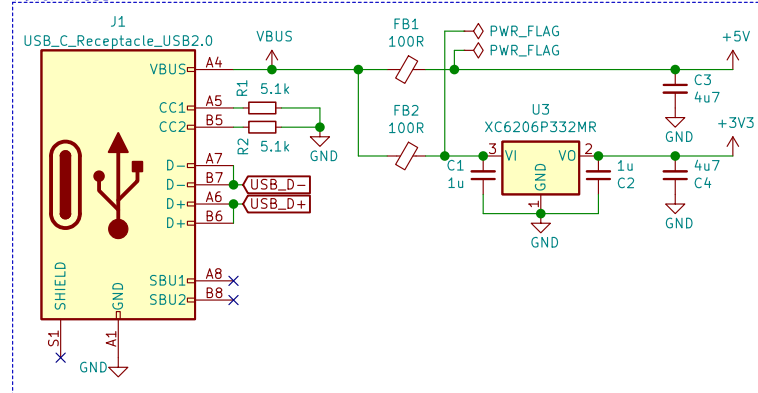 J1
USB_C_Receptacle_USB2.0
VBUS A4
CC1 A5
CC2 B5
D- A7
D- B7
D+ A6
D+ B6
SBU1 A8
SBU2 B8
SHIELD
GND
S1
A1
GND
VBUS
R1 5.1k
R2 5.1k
GND
USB_D-
USB_D+
FB1
100R
FB2
100R
PWR_FLAG
PWR_FLAG
+5V
C3
4u7
GND
U3
XC6206P332MR
3 VI VO 2
GND
1
GND
C1
1u
1u
C2
+3V3
4u7
C4
GND